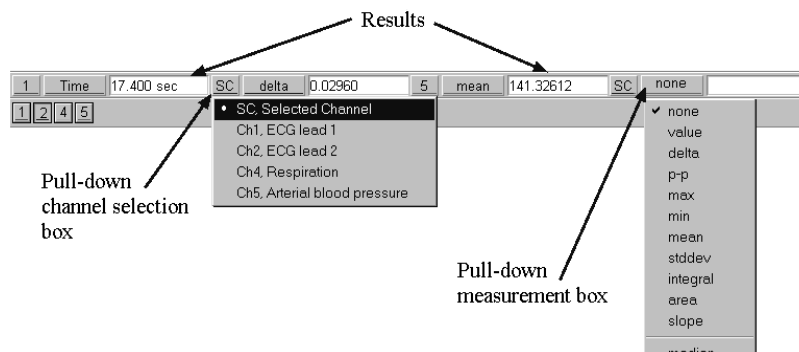 Results
1 Time 17.400 sec SC delta 0.02960 5 mean 141.32612 SC none
1 2 4 5
• SC, Selected Channel
Ch1, ECG lead 1
Ch2, ECG lead 2
Ch4, Respiration
Ch5, Arterial blood pressure
Pull-down
channel selection
box
✓ none
value
delta
p-p
max
min
mean
stddev
integral
area
slope
Pull-down
measurement box